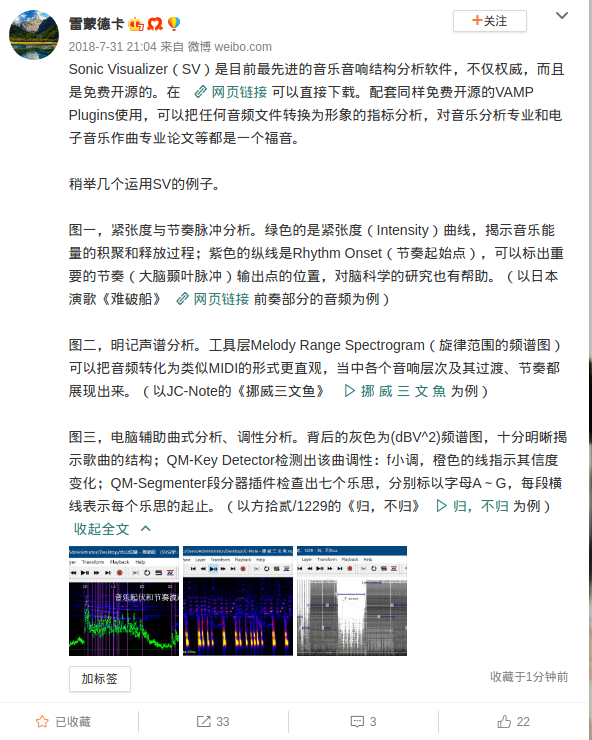 雷蒙德卡
+关注
2018-7-31 21:04 来自 微博 weibo.com
Sonic Visualizer（SV）是目前最先进的音乐音响结构分析软件，不仅权威，而且
是免费开源的。在 网页链接 可以直接下载。配套同样免费开源的VAMP
Plugins使用，可以把任何音频文件转换为形象的指标分析，对音乐分析专业和电
子音乐作曲专业论文等都是一个福音。
稍举几个运用SV的例子。
图一，紧张度与节奏脉冲分析。绿色的是紧张度（Intensity）曲线，揭示音乐能
量的积聚和释放过程；紫色的纵线是Rhythm Onset（节奏起始点），可以标出重
要的节奏（大脑颞叶脉冲）输出点的位置，对脑科学的研究也有帮助。（以日本
演歌《难破船》 网页链接 前奏部分的音频为例）
图二，明记声谱分析。工具层Melody Range Spectrogram（旋律范围的频谱图）
可以把音频转化为类似MIDI的形式更直观，当中各个音响层次及其过渡、节奏都
展现出来。（以JC-Note的《挪威三文鱼》 挪 威 三 文 魚 为例）
图三，电脑辅助曲式分析、调性分析。背后的灰色为(dBV^2)频谱图，十分明晰揭
示歌曲的结构；QM-Key Detector检测出该曲调性：f小调，橙色的线指示其信度
变化；QM-Segmenter段分器插件检查出七个乐思，分别标以字母A～G，每段横
线表示每个乐思的起止。（以方拾贰/1229的《归，不归》 归，不归 为例）
收起全文
Transform Playback Help
音乐起伏和节奏
Layer Transform Playback Help
Transform Playback Help
加标签
收藏于1分钟前
已收藏
33
3
22